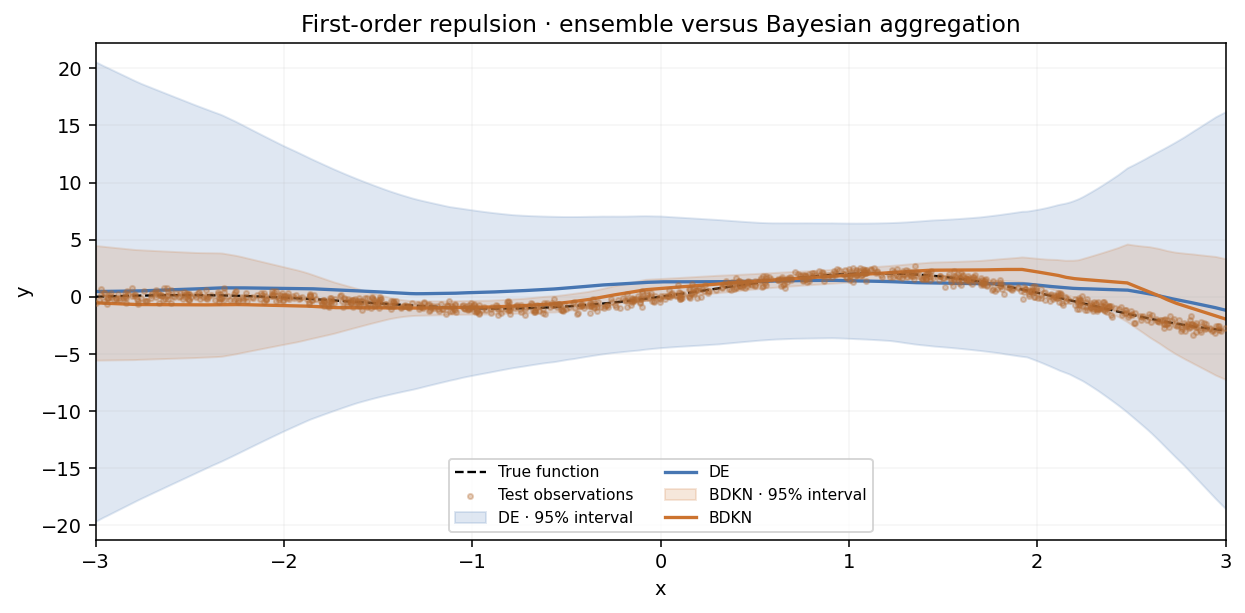 First-order repulsion · ensemble versus Bayesian aggregation
20
15
10
5
0
−5
−10
−15
−20
y
−3
−2
−1
0
1
2
3
x
True function
Test observations
DE · 95% interval
DE
BDKN · 95% interval
BDKN